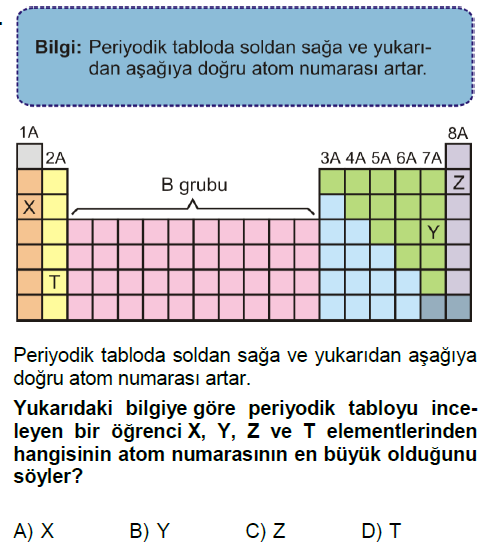 Bilgi: Periyodik tabloda soldan sağa ve yukarı-
dan aşağıya doğru atom numarası artar.
1A
8A
2A
3A 4A 5A 6A 7A
B grubu
Z
X
Y
T
Periyodik tabloda soldan sağa ve yukarıdan aşağıya
doğru atom numarası artar.
Yukarıdaki bilgiye göre periyodik tabloyu ince-
leyen bir öğrenci X, Y, Z ve T elementlerinden
hangisinin atom numarasının en büyük olduğunu
söyler?
A) X B) Y C) Z D) T